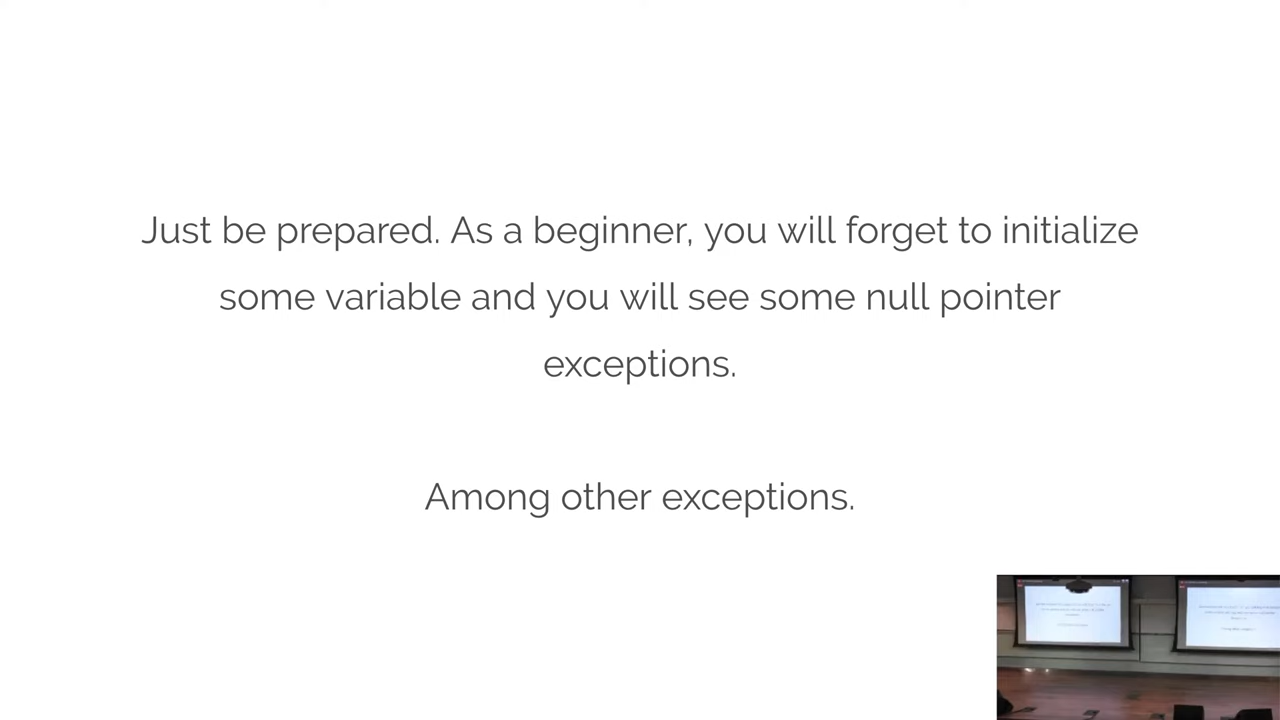 Just be prepared. As a beginner, you will forget to initialize
some variable and you will see some null pointer
exceptions.
Among other exceptions.